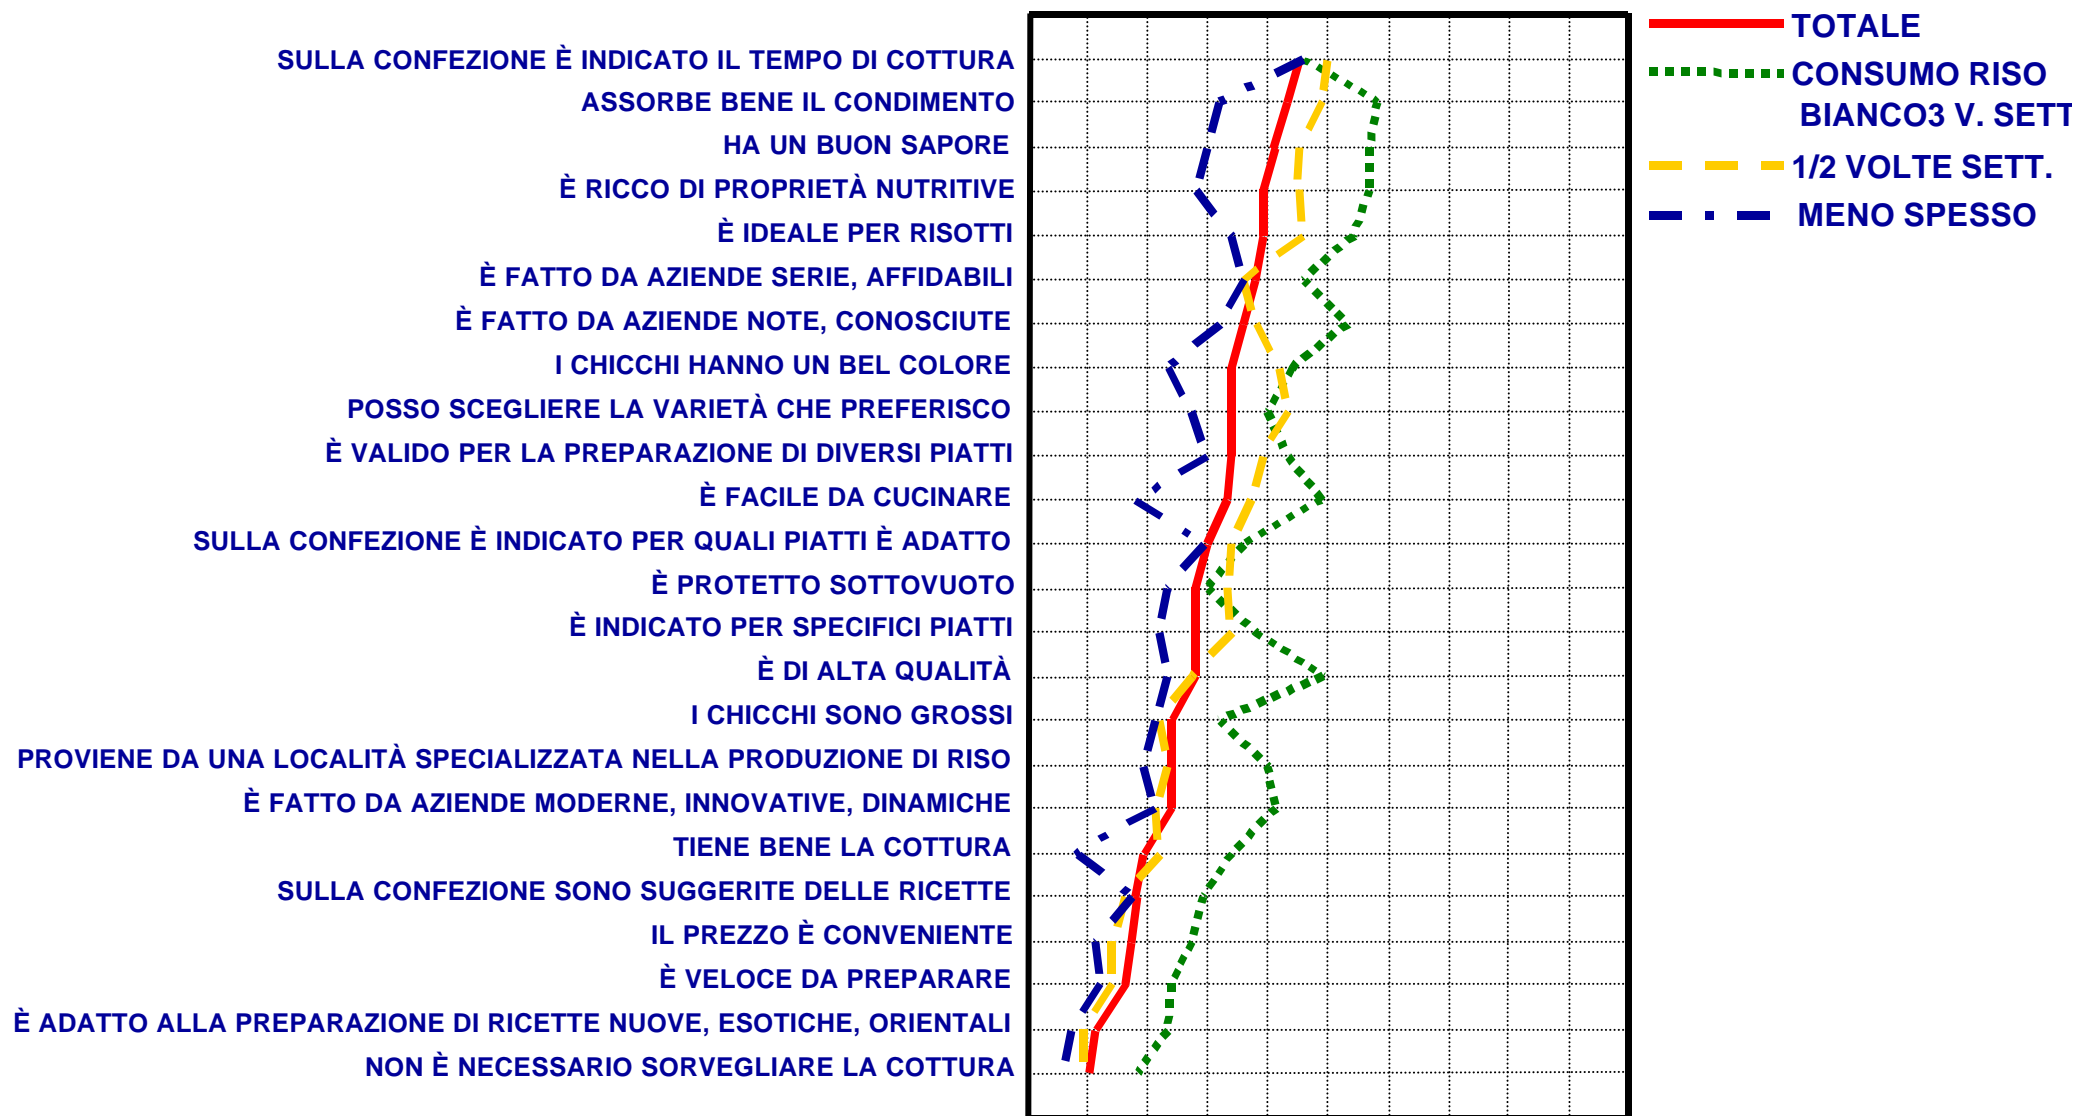 SULLA CONFEZIONE È INDICATO IL TEMPO DI COTTURA
ASSORBE BENE IL CONDIMENTO
HA UN BUON SAPORE
È RICCO DI PROPRIETÀ NUTRITIVE
È IDEALE PER RISOTTI
È FATTO DA AZIENDE SERIE, AFFIDABILI
È FATTO DA AZIENDE NOTE, CONOSCIUTE
I CHICCHI HANNO UN BEL COLORE
POSSO SCEGLIERE LA VARIETÀ CHE PREFERISCO
È VALIDO PER LA PREPARAZIONE DI DIVERSI PIATTI
È FACILE DA CUCINARE
SULLA CONFEZIONE È INDICATO PER QUALI PIATTI È ADATTO
È PROTETTO SOTTOVUOTO
È INDICATO PER SPECIFICI PIATTI
È DI ALTA QUALITÀ
I CHICCHI SONO GROSSI
PROVIENE DA UNA LOCALITÀ SPECIALIZZATA NELLA PRODUZIONE DI RISO
È FATTO DA AZIENDE MODERNE, INNOVATIVE, DINAMICHE
TIENE BENE LA COTTURA
SULLA CONFEZIONE SONO SUGGERITE DELLE RICETTE
IL PREZZO È CONVENIENTE
È VELOCE DA PREPARARE
È ADATTO ALLA PREPARAZIONE DI RICETTE NUOVE, ESOTICHE, ORIENTALI
NON È NECESSARIO SORVEGLIARE LA COTTURA
TOTALE
CONSUMO RISO
BIANCO3 V. SETT
1/2 VOLTE SETT.
MENO SPESSO